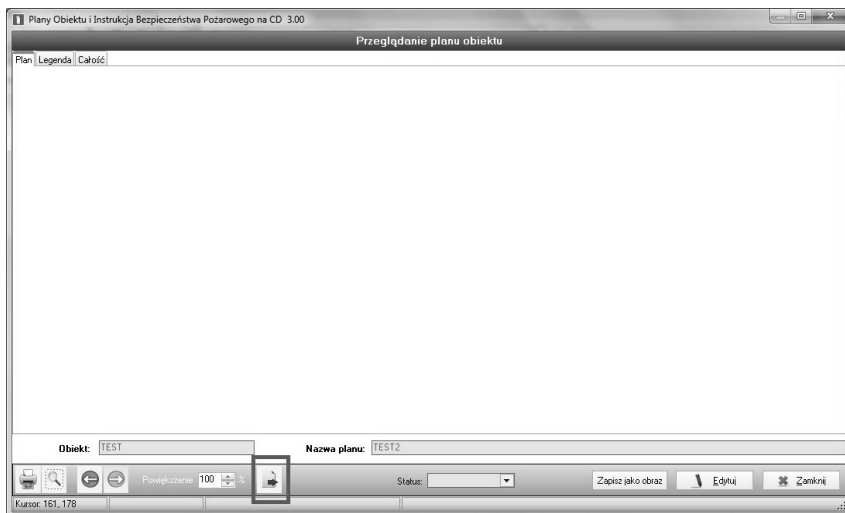 Plany Obiektu i Instrukcja Bezpieczeństwa Pożarowego na CD 3.00
Przeglądanie planu obiektu
Plan Legenda Całość
Obiekt: TEST Nazwa planu: TEST2
Powiększenie 100 % Status: Zapisz jako obraz Edytuj Zamknij
Kursor: 161, 178